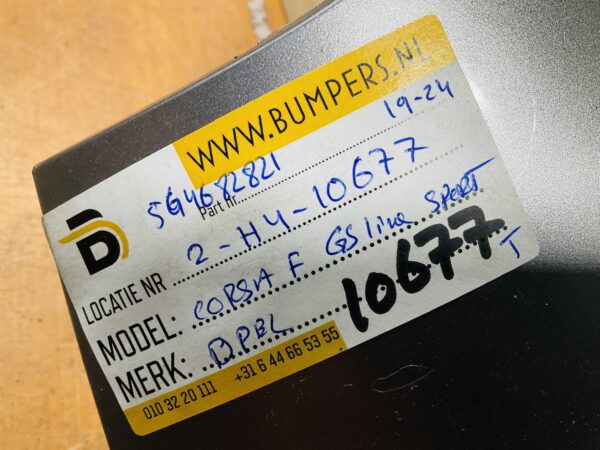 WWW.BUMPERS.NL
19-24
Part nr. SG4682821
LOCATIE NR 2-H4-10677
MODEL: CORSA F GS line SPORT
MERK: OPEL
10677
T
010 32 20 111 +31 6 44 66 53 55